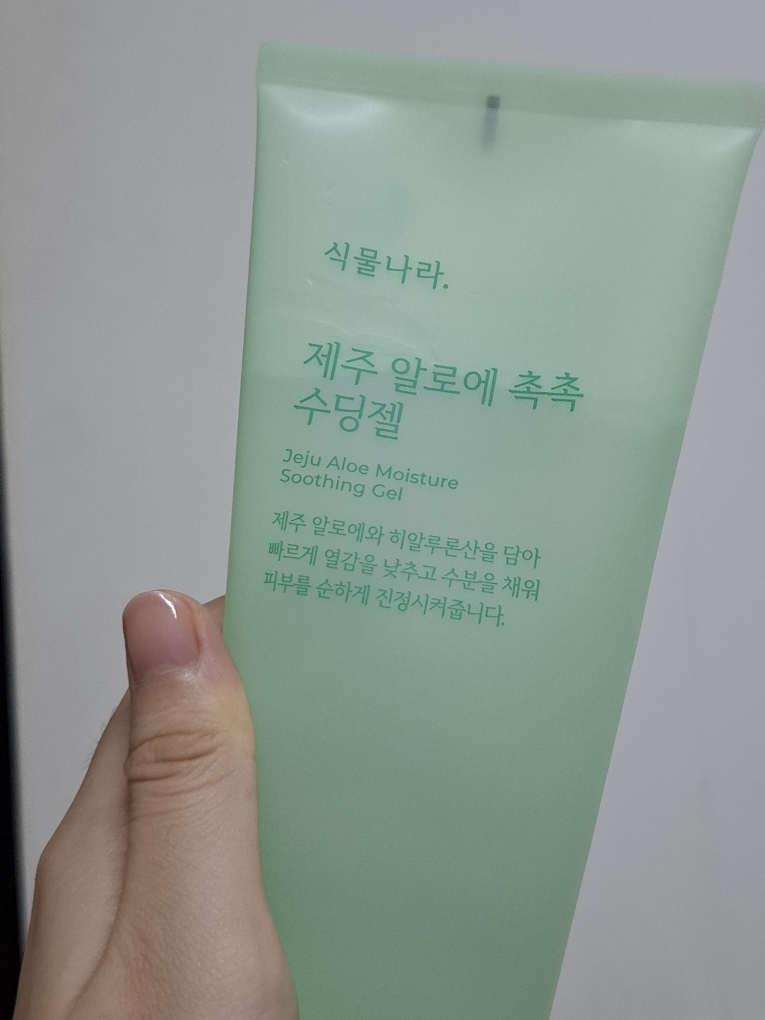 식물나라.
제주 알로에 촉촉
수딩젤
Jeju Aloe Moisture
Soothing Gel
제주 알로에와 히알루론산을 담아
빠르게 열감을 낮추고 수분을 채워
피부를 순하게 진정시켜줍니다.